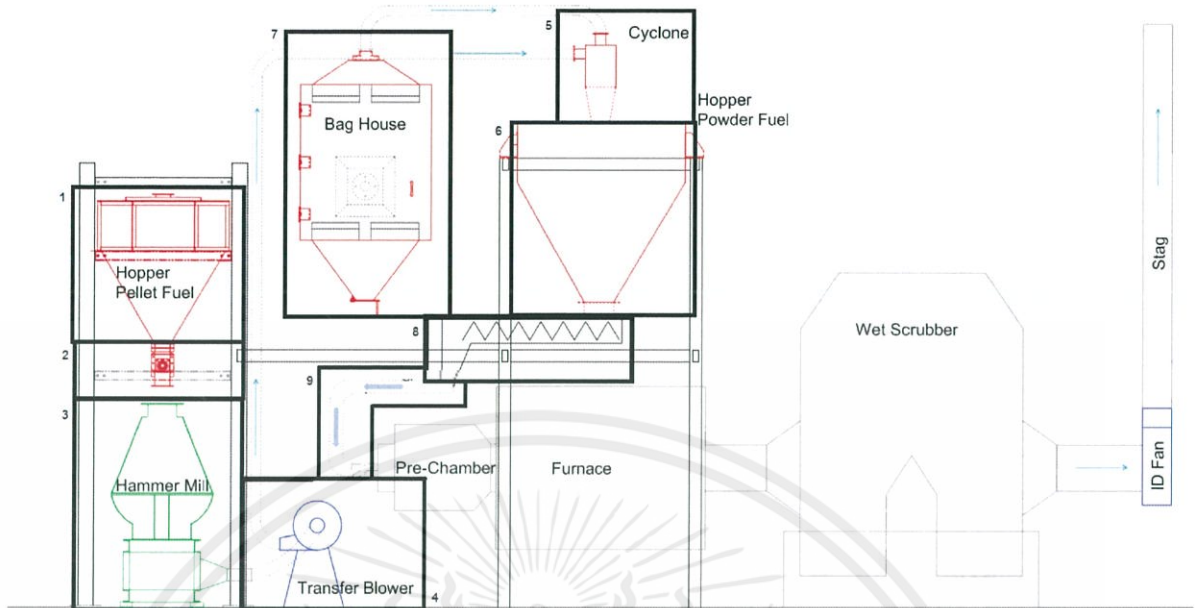 5
Cyclone
7
Hopper
Powder Fuel
Bag House
6
1
Hopper
Pellet Fuel
Stag
8
Wet Scrubber
2
9
3
Pre-Chamber
Furnace
ID Fan
Hammer Mill
Transfer Blower
4